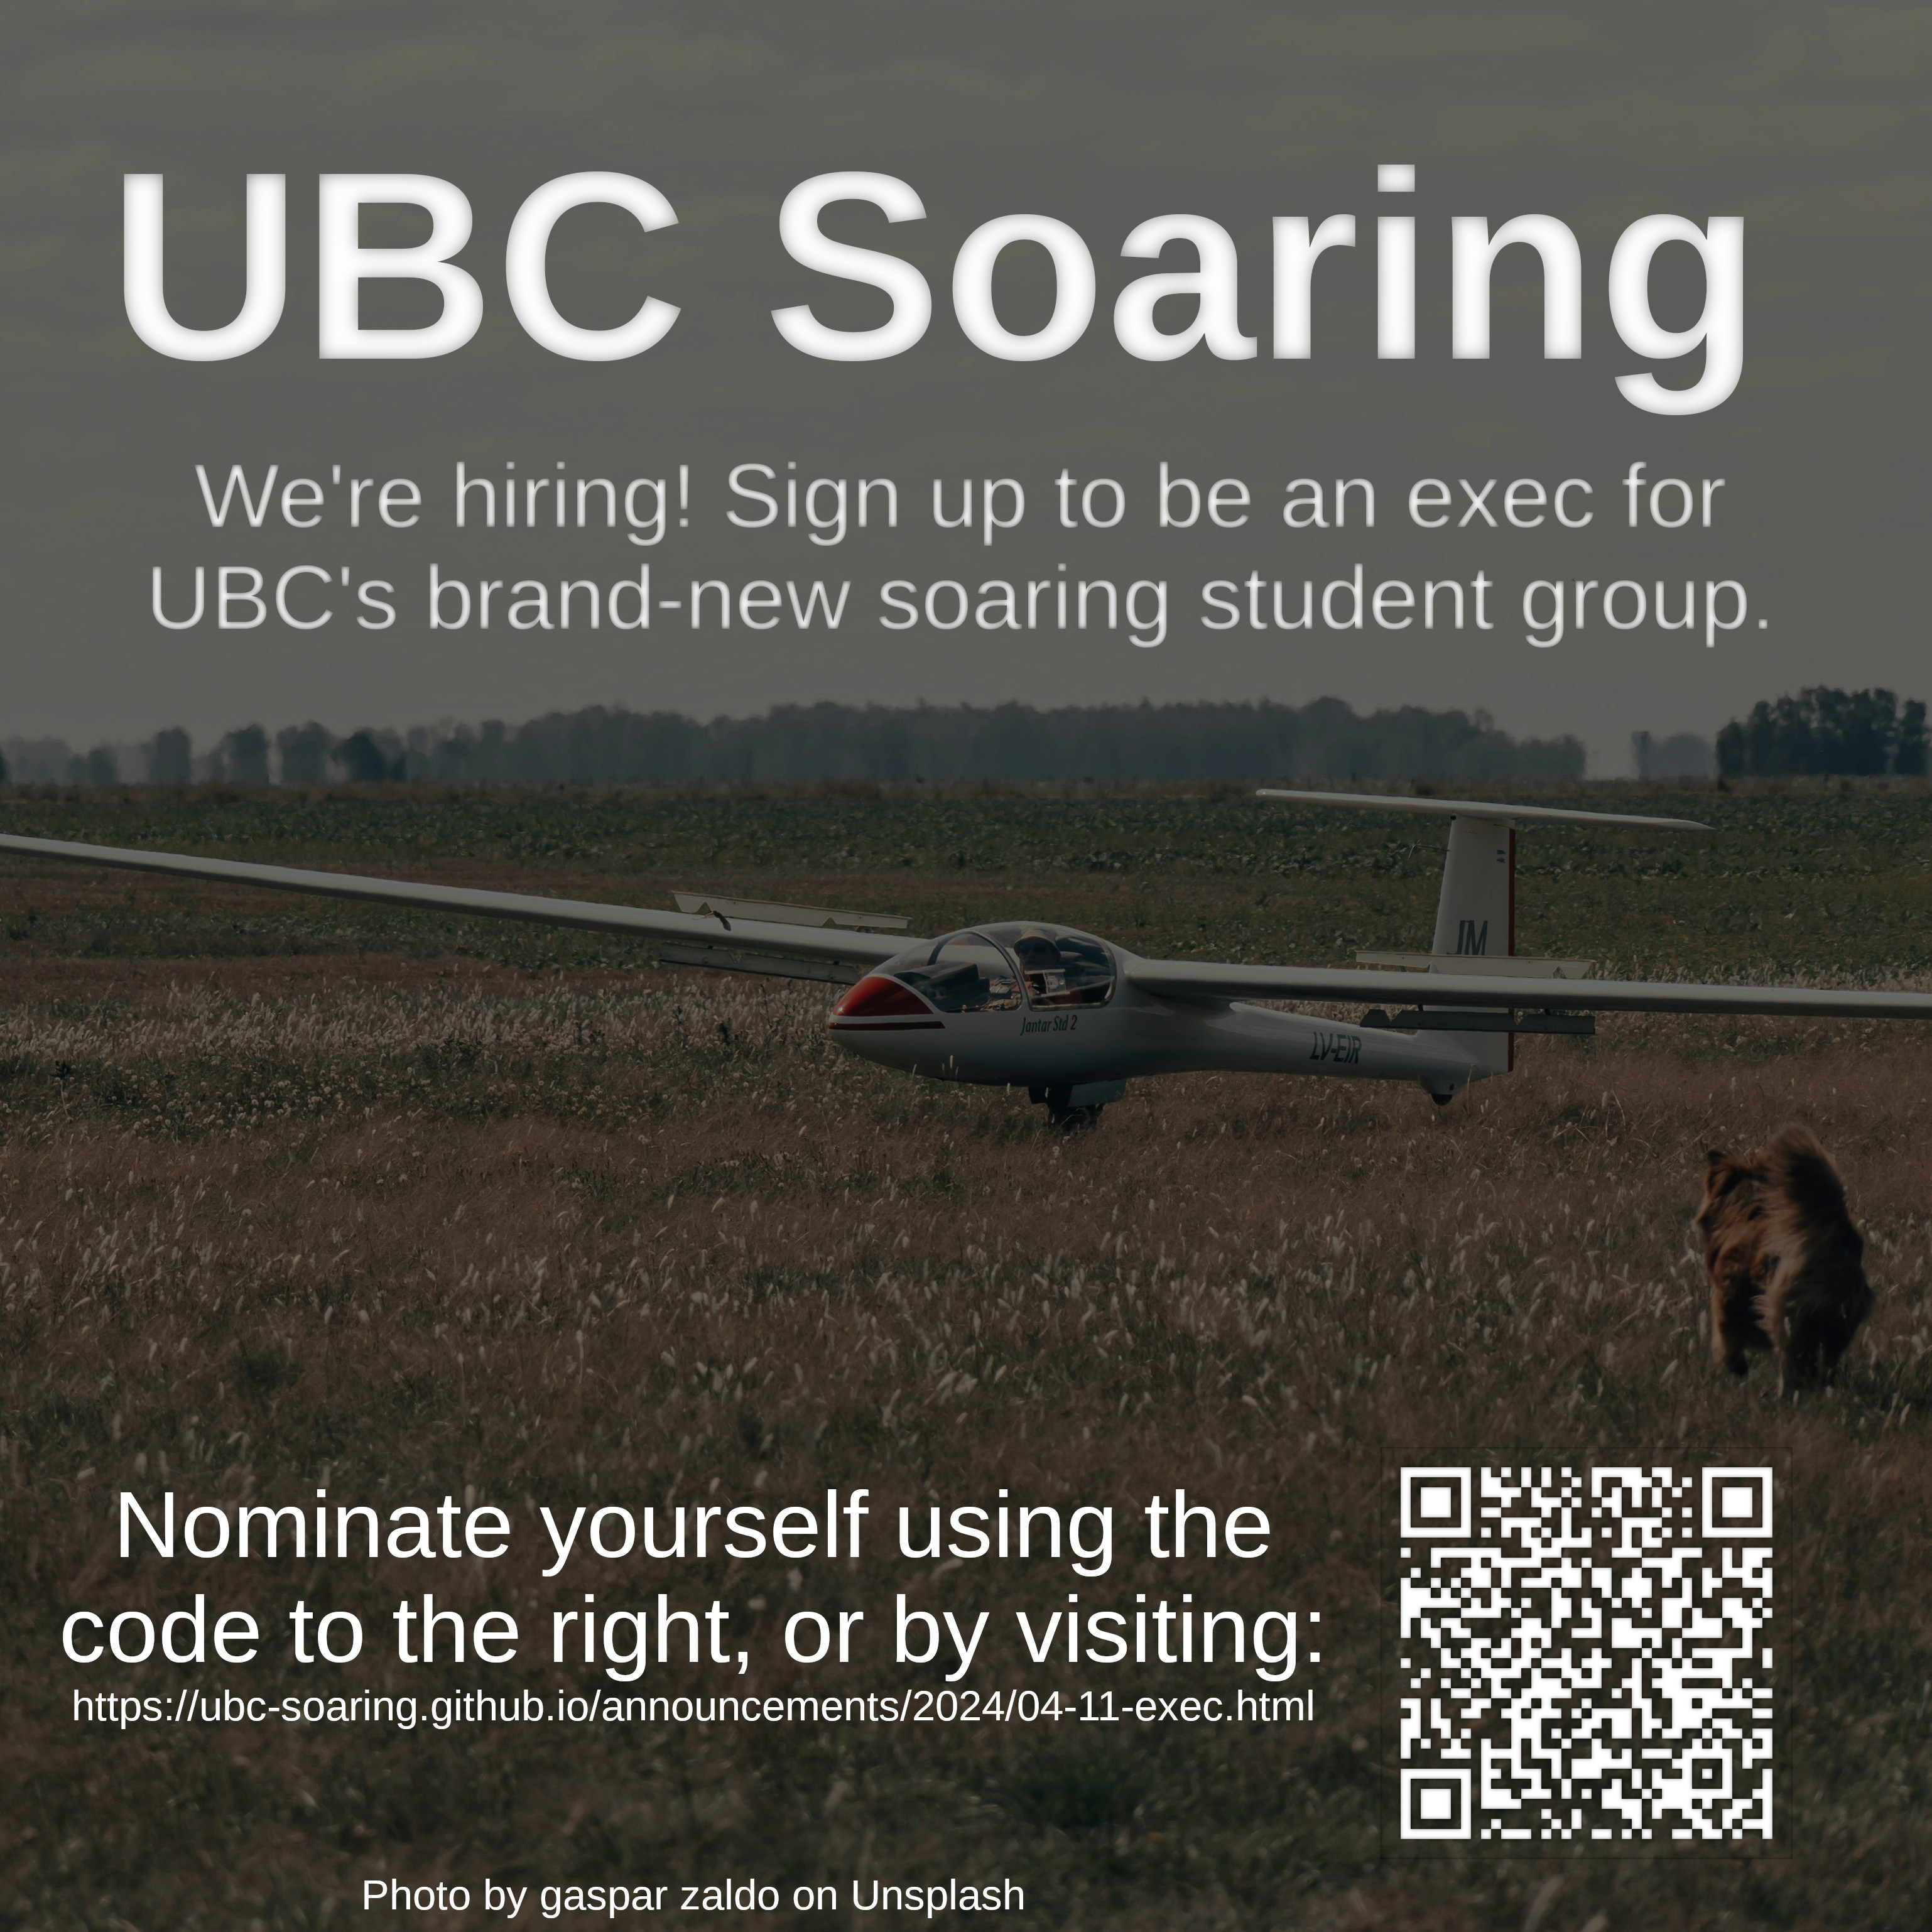 UBC Soaring
We're hiring! Sign up to be an exec for
UBC's brand-new soaring student group.
JM
Jantar Std 2
LV-EIR
Nominate yourself using the
code to the right, or by visiting:
https://ubc-soaring.github.io/announcements/2024/04-11-exec.html
Photo by gaspar zaldo on Unsplash